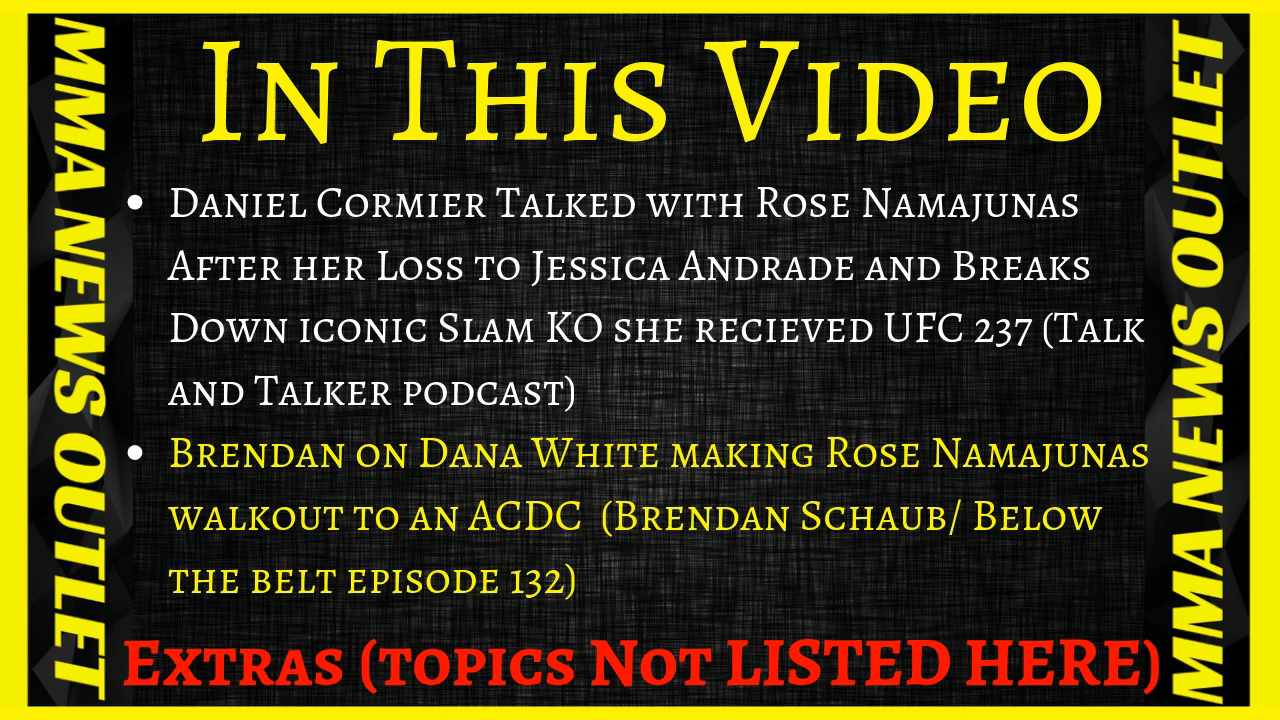 In This Video
• Daniel Cormier Talked with Rose Namajunas
After her Loss to Jessica Andrade and Breaks
Down iconic Slam KO she recieved UFC 237 (Talk
and Talker podcast)
• Brendan on Dana White making Rose Namajunas
walkout to an ACDC (Brendan Schaub/ Below
the belt episode 132)
Extras (topics Not LISTED HERE)
MMA NEWS OUTLET
MMA NEWS OUTLET